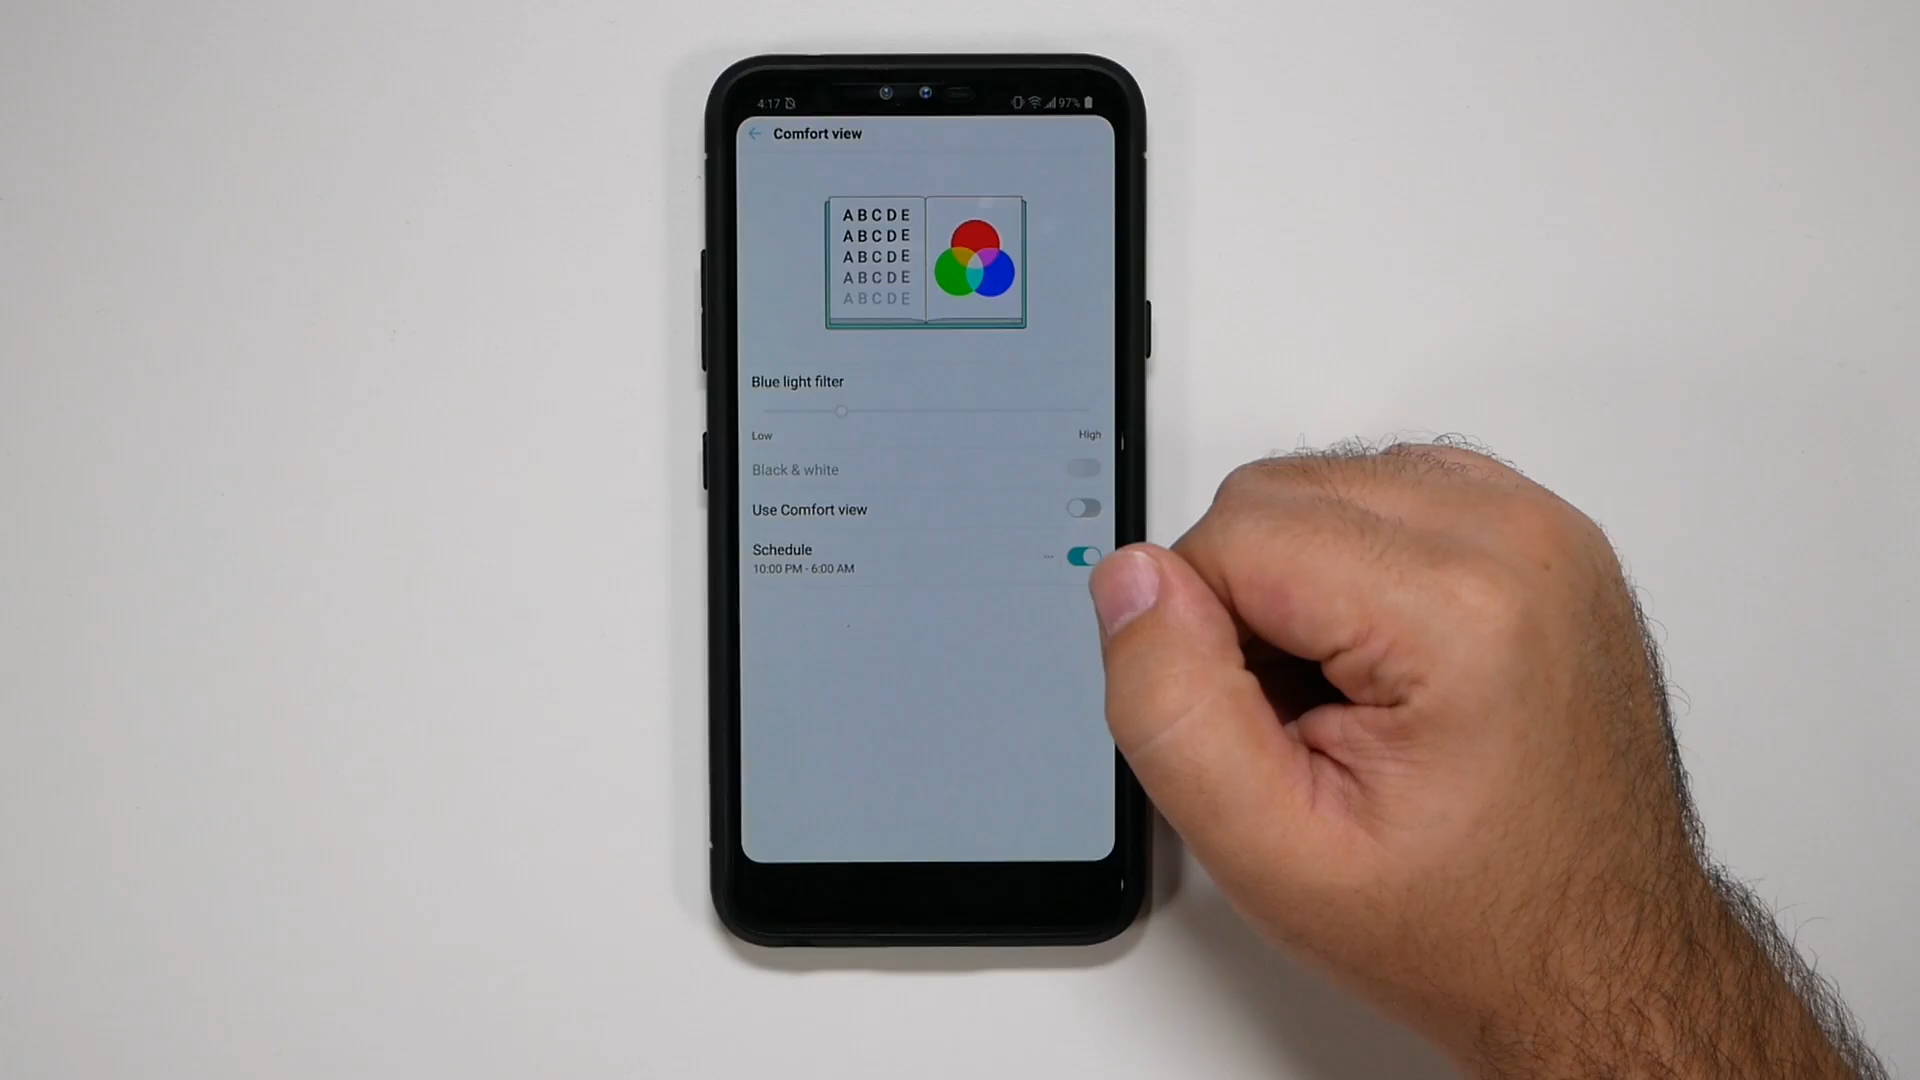 4:17 97%
Comfort view
ABCDE
ABCDE
ABCDE
ABCDE
ABCDE
Blue light filter
Low High
Black & white
Use Comfort view
Schedule
10:00 PM - 6:00 AM